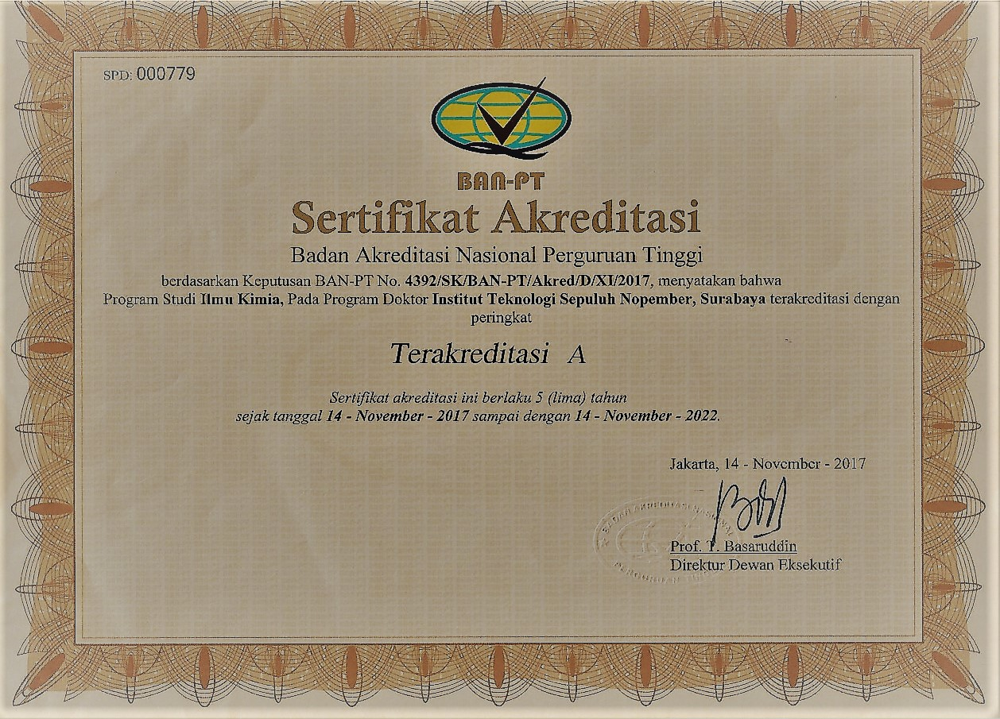 SPD: 000779
BAN-PT
Sertifikat Akreditasi
Badan Akreditasi Nasional Perguruan Tinggi
berdasarkan Keputusan BAN-PT No. 4392/SK/BAN-PT/Akred/D/XI/2017, menyatakan bahwa
Program Studi Ilmu Kimia, Pada Program Doktor Institut Teknologi Sepuluh Nopember, Surabaya terakreditasi dengan
peringkat
Terakreditasi A
Sertifikat akreditasi ini berlaku 5 (lima) tahun
sejak tanggal 14 - November - 2017 sampai dengan 14 - November - 2022.
Jakarta, 14 - November - 2017
BADAN AKREDITASI NASIONAL
PERGURUAN TINGGI
Prof. T. Basaruddin
Direktur Dewan Eksekutif